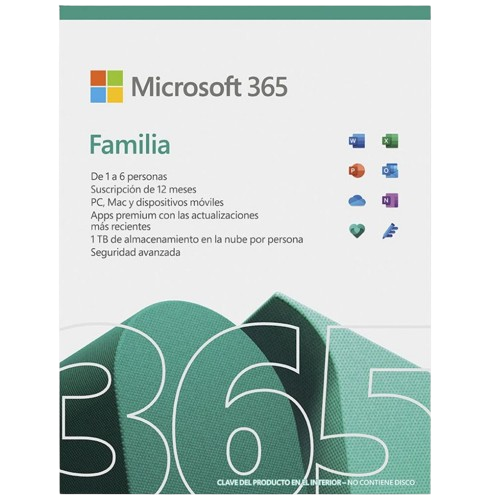 Microsoft 365
Familia
De 1 a 6 personas
Suscripción de 12 meses
PC, Mac y dispositivos móviles
Apps premium con las actualizaciones
más recientes
1 TB de almacenamiento en la nube por persona
Seguridad avanzada
W
X
P
O
N
365
CLAVE DEL PRODUCTO EN EL INTERIOR – NO CONTIENE DISCO